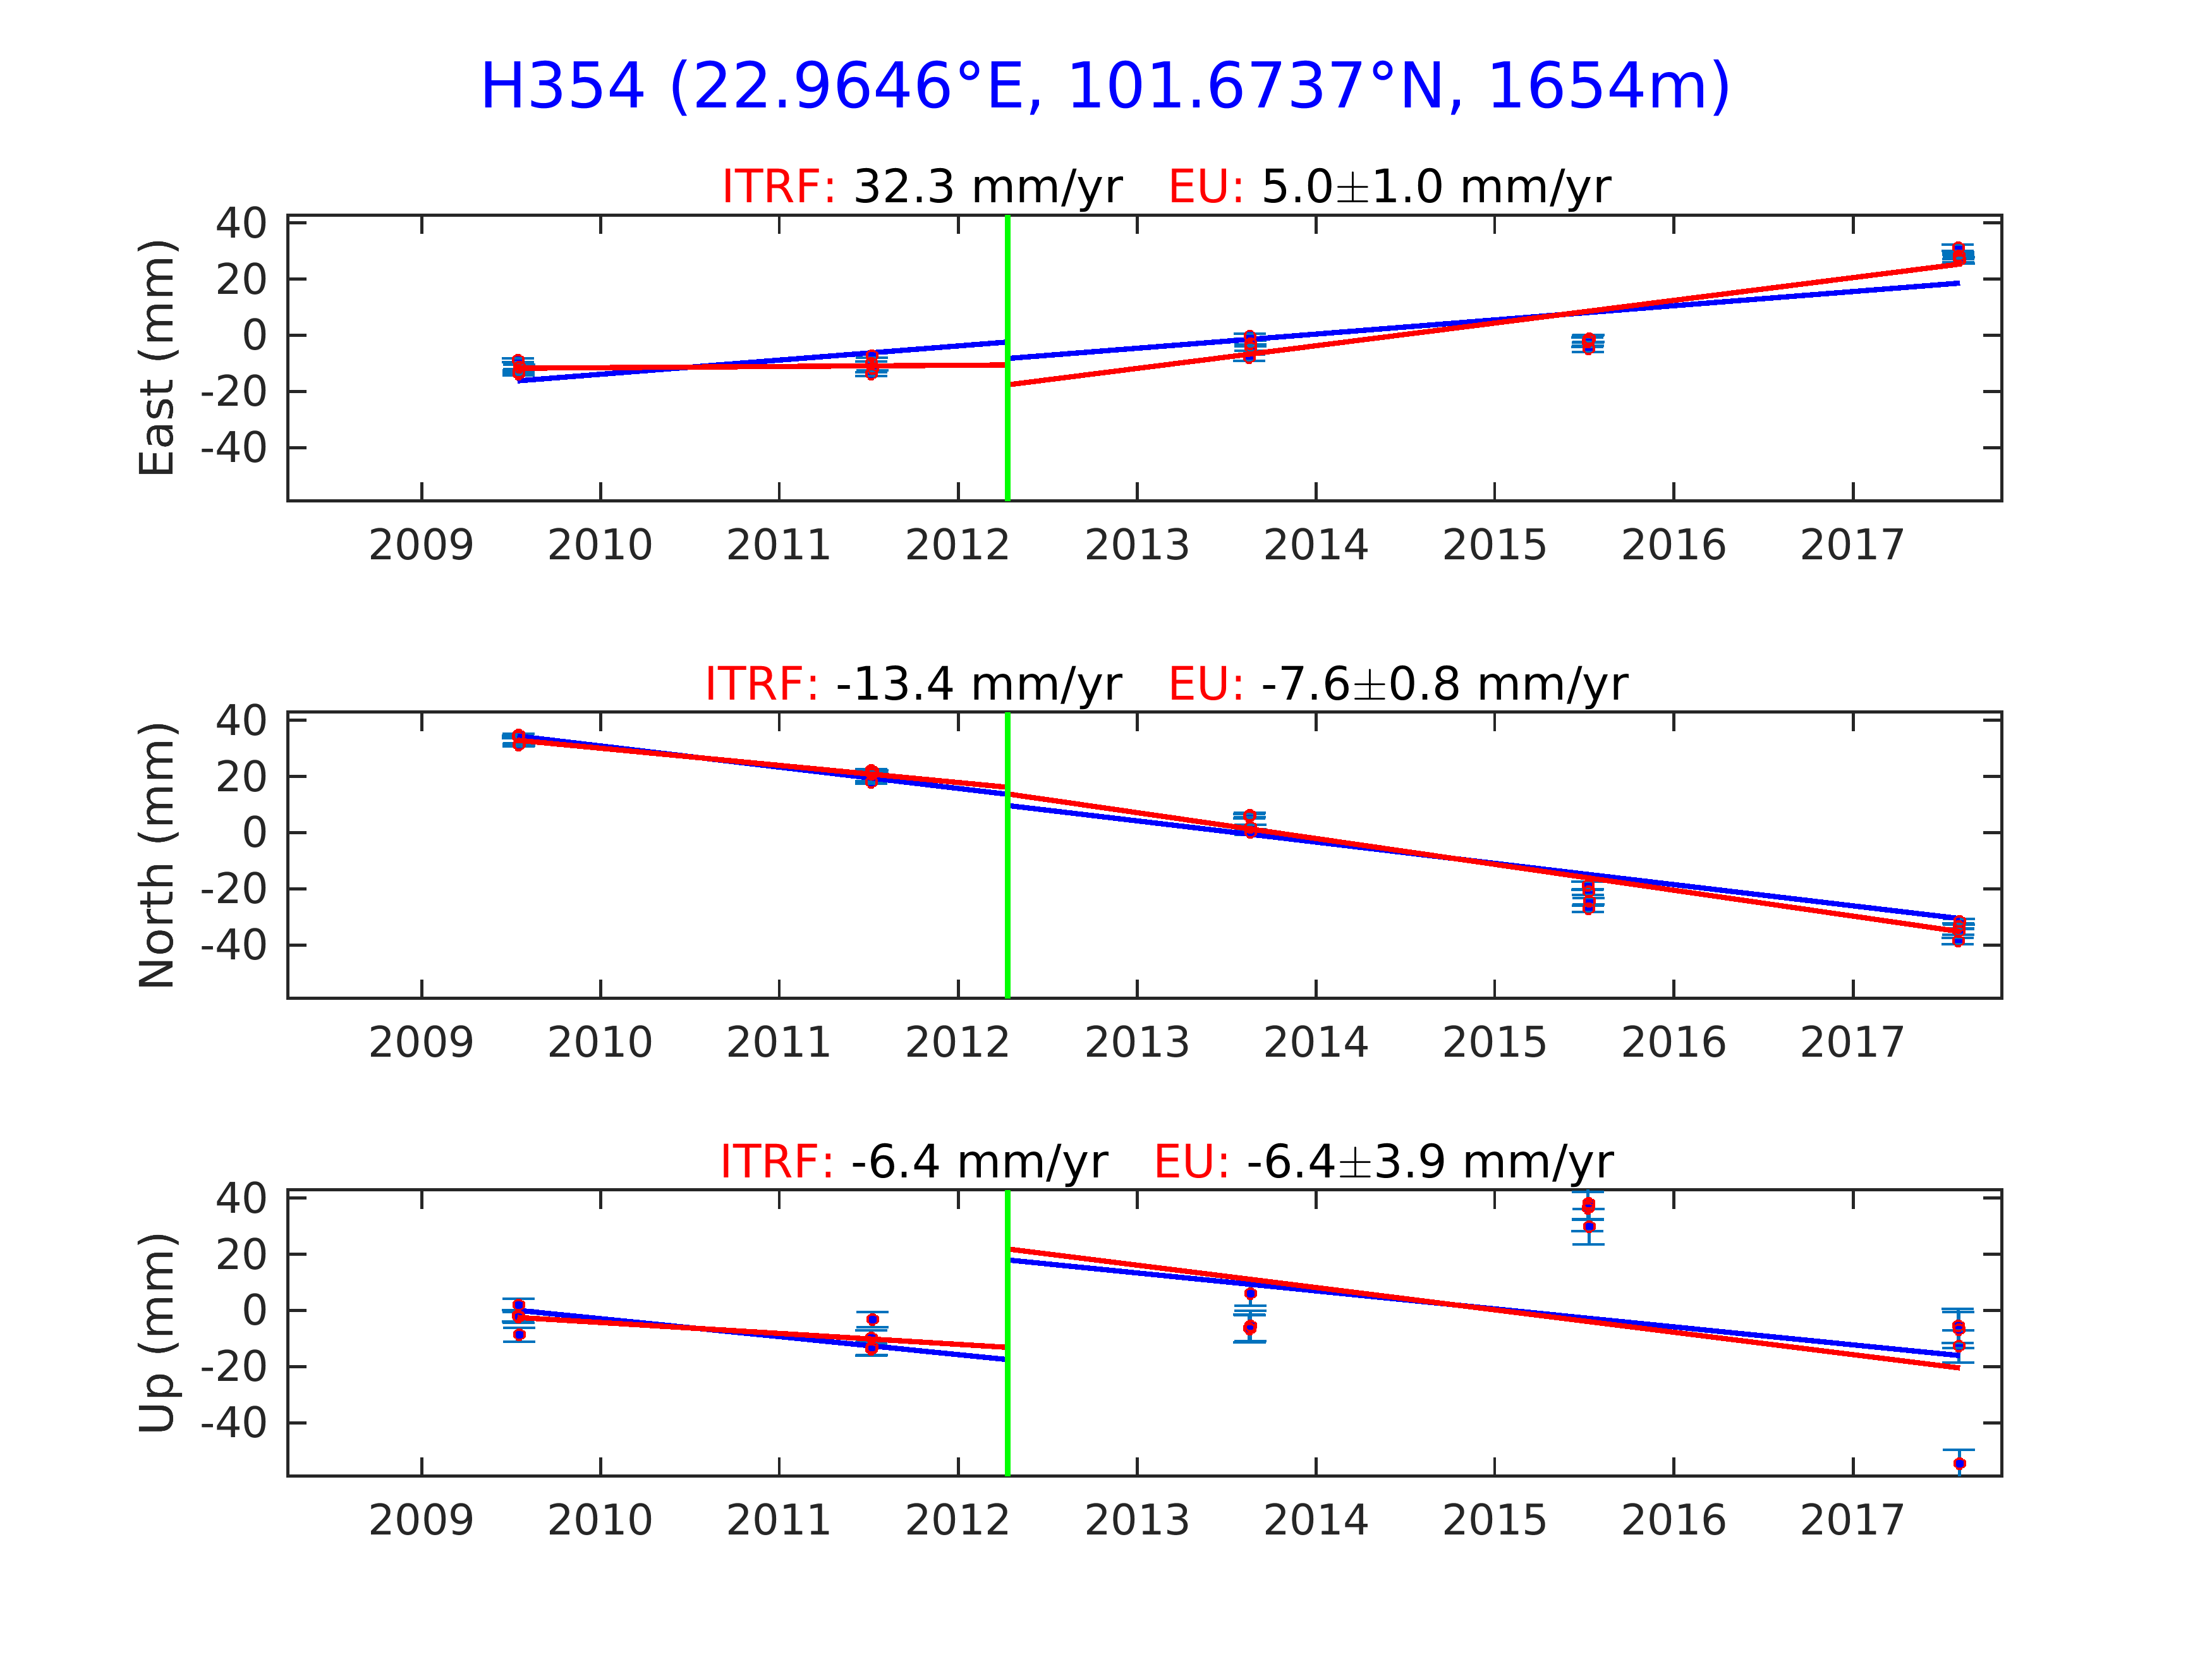 H354 (22.9646°E, 101.6737°N, 1654m)
ITRF: 32.3 mm/yr EU: 5.0±1.0 mm/yr
East (mm)
40
20
0
-20
-40
2009 2010 2011 2012 2013 2014 2015 2016 2017
ITRF: -13.4 mm/yr EU: -7.6±0.8 mm/yr
North (mm)
40
20
0
-20
-40
2009 2010 2011 2012 2013 2014 2015 2016 2017
ITRF: -6.4 mm/yr EU: -6.4±3.9 mm/yr
Up (mm)
40
20
0
-20
-40
2009 2010 2011 2012 2013 2014 2015 2016 2017